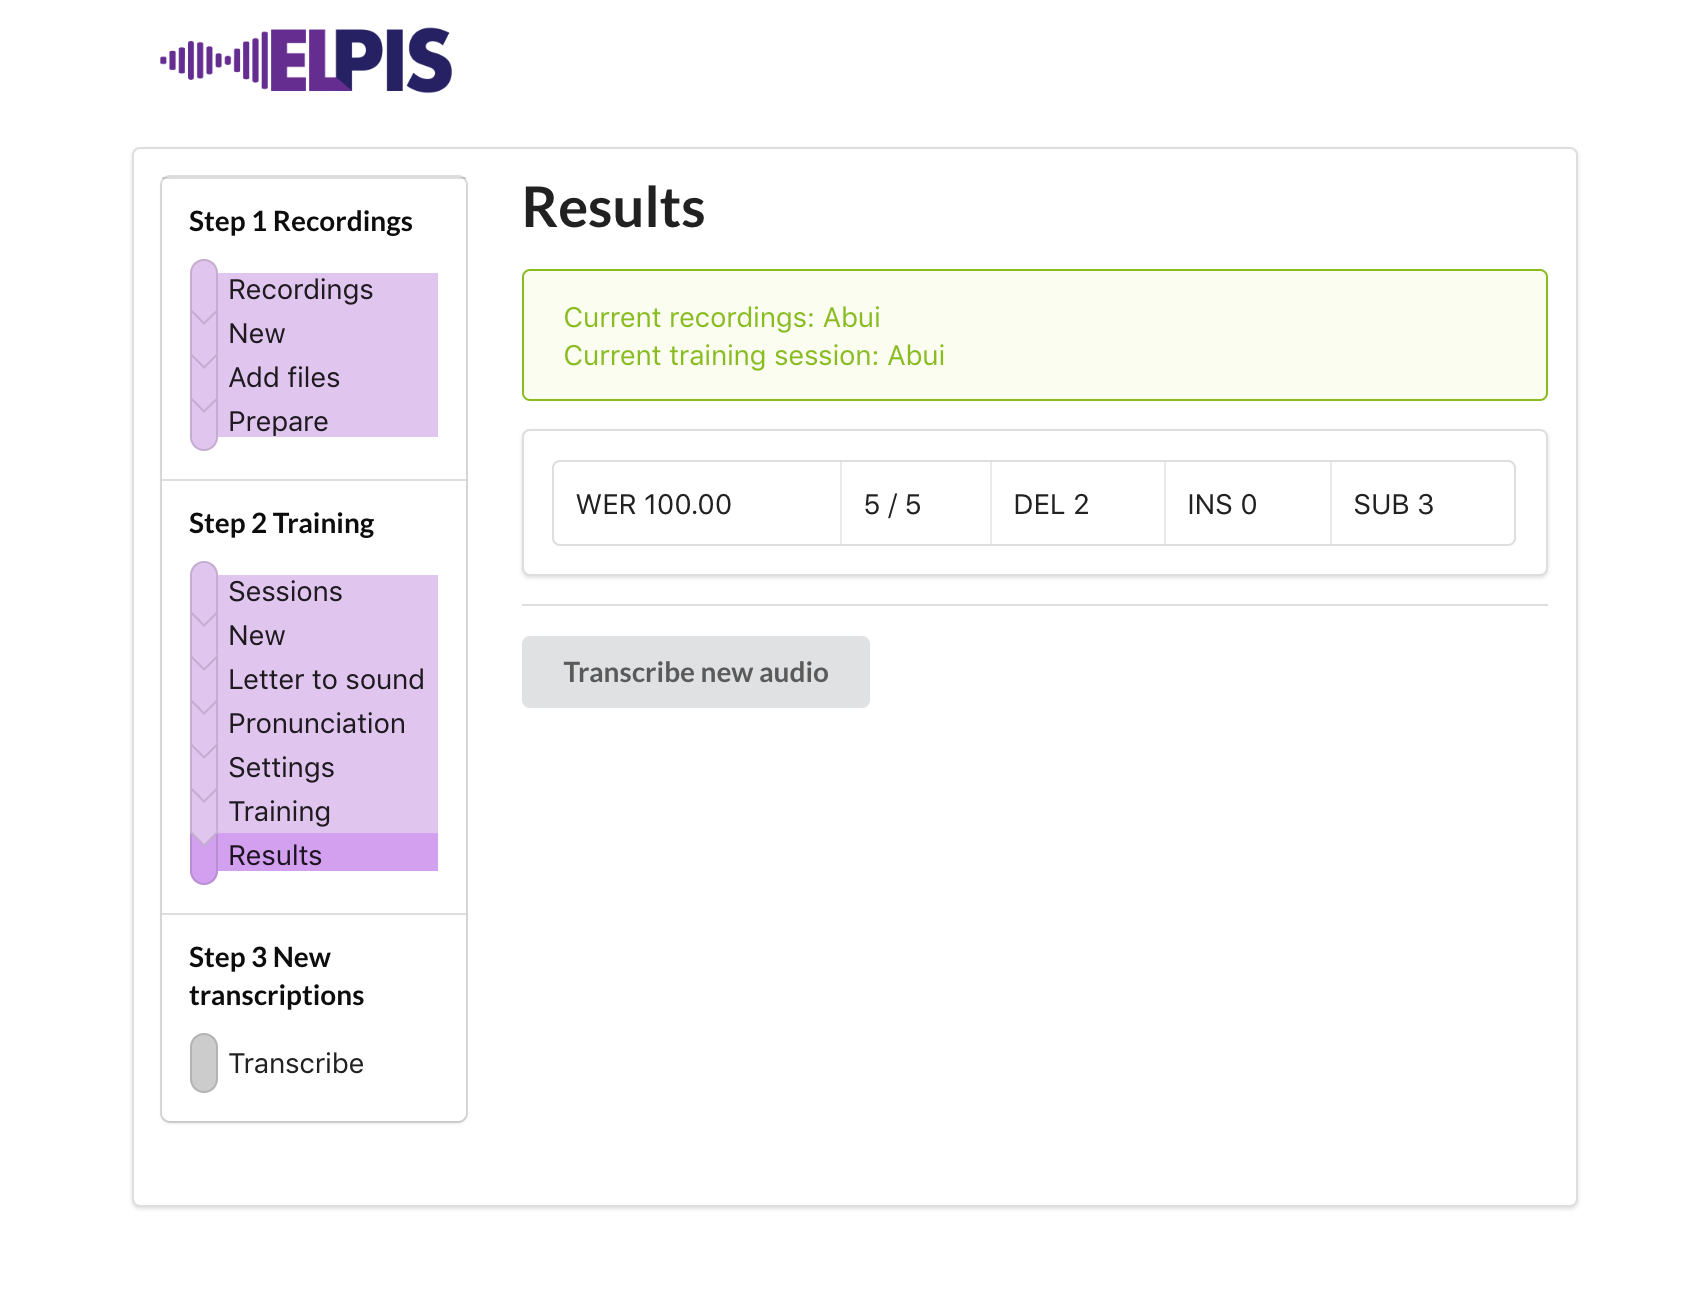 ELPIS
Step 1 Recordings
Recordings
New
Add files
Prepare
Step 2 Training
Sessions
New
Letter to sound
Pronunciation
Settings
Training
Results
Step 3 New
transcriptions
Transcribe
Results
Current recordings: Abui
Current training session: Abui
WER 100.00 5 / 5 DEL 2 INS 0 SUB 3
Transcribe new audio